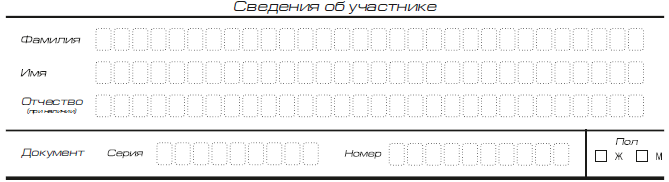 Сведения об участнике
Фамилия
Имя
Отчество
(при наличии)
Документ Серия Номер Пол
Ж М